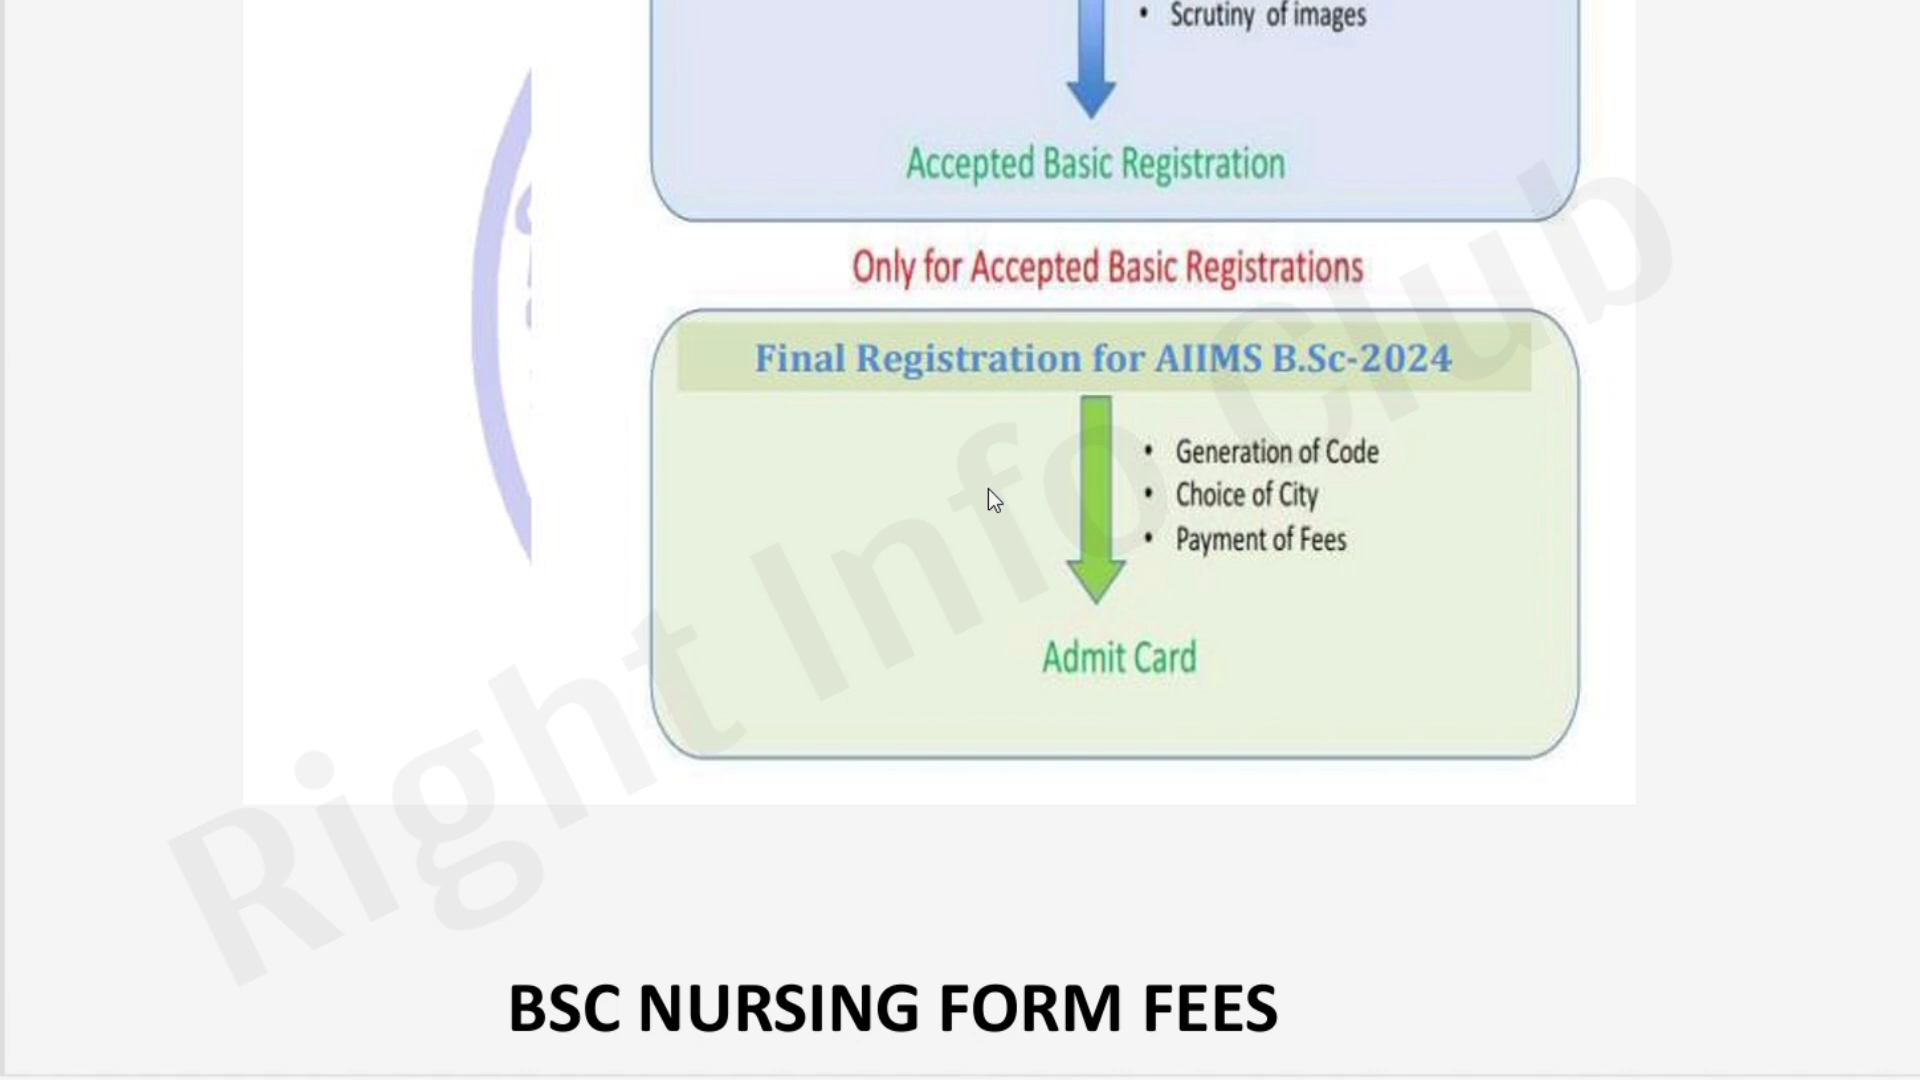 • Scrutiny of images
Accepted Basic Registration
Only for Accepted Basic Registrations
Final Registration for AIIMS B.Sc-2024
• Generation of Code
• Choice of City
• Payment of Fees
Admit Card
Right Info Club
BSC NURSING FORM FEES